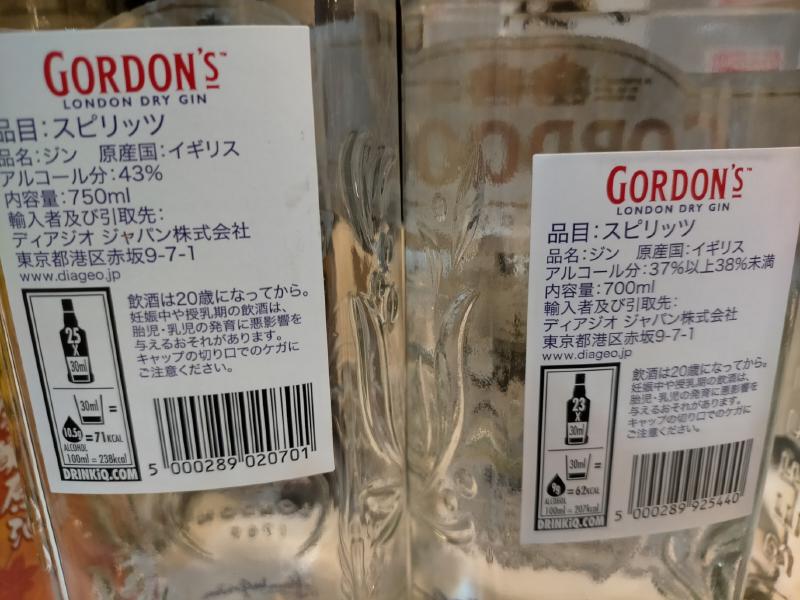 GORDON'S™
LONDON DRY GIN
品目:スピリッツ
品名:ジン 原産国:イギリス
アルコール分:43%
内容量:750ml
輸入者及び引取先:
ディアジオ ジャパン株式会社
東京都港区赤坂9-7-1
www.diageo.jp
25
X
30ml
30ml =
10.5g = 71KCAL
ALCOHOL
100ml = 238kcal
DRINKiQ.COM
飲酒は20歳になってから。
妊娠中や授乳期の飲酒は、
胎児・乳児の発育に悪影響を
与えるおそれがあります。
キャップの切り口でのケガに
ご注意ください。
5 000289 020701
GORDON'S™
LONDON DRY GIN
品目:スピリッツ
品名:ジン 原産国:イギリス
アルコール分:37%以上38%未満
内容量:700ml
輸入者及び引取先:
ディアジオ ジャパン株式会社
東京都港区赤坂9-7-1
www.diageo.jp
23
X
30ml
30ml =
9g = 62KCAL
ALCOHOL
100ml = 207kcal
DRINKiQ.COM
飲酒は20歳になってから。
妊娠中や授乳期の飲酒は、
胎児・乳児の発育に悪影響を
与えるおそれがあります。
キャップの切り口でのケガに
ご注意ください。
5 000289 925440